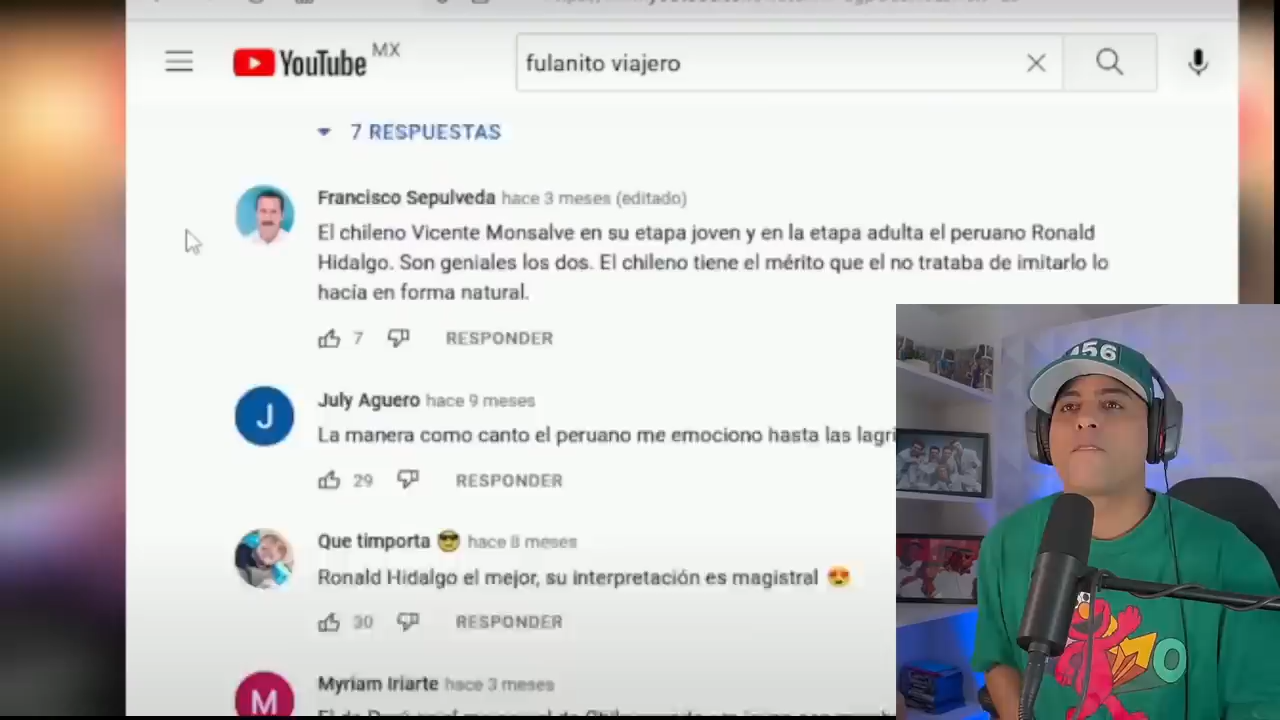 YouTube MX
fulanito viajero
7 RESPUESTAS
Francisco Sepulveda hace 3 meses (editado)
El chileno Vicente Monsalve en su etapa joven y en la etapa adulta el peruano Ronald
Hidalgo. Son geniales los dos. El chileno tiene el mérito que el no trataba de imitarlo lo
hacía en forma natural.
7 RESPONDER
J
July Aguero hace 9 meses
La manera como canto el peruano me emociono hasta las lagri
29 RESPONDER
Que timporta 😎 hace 8 meses
Ronald Hidalgo el mejor, su interpretación es magistral 😍
30 RESPONDER
M
Myriam Iriarte hace 3 meses
456